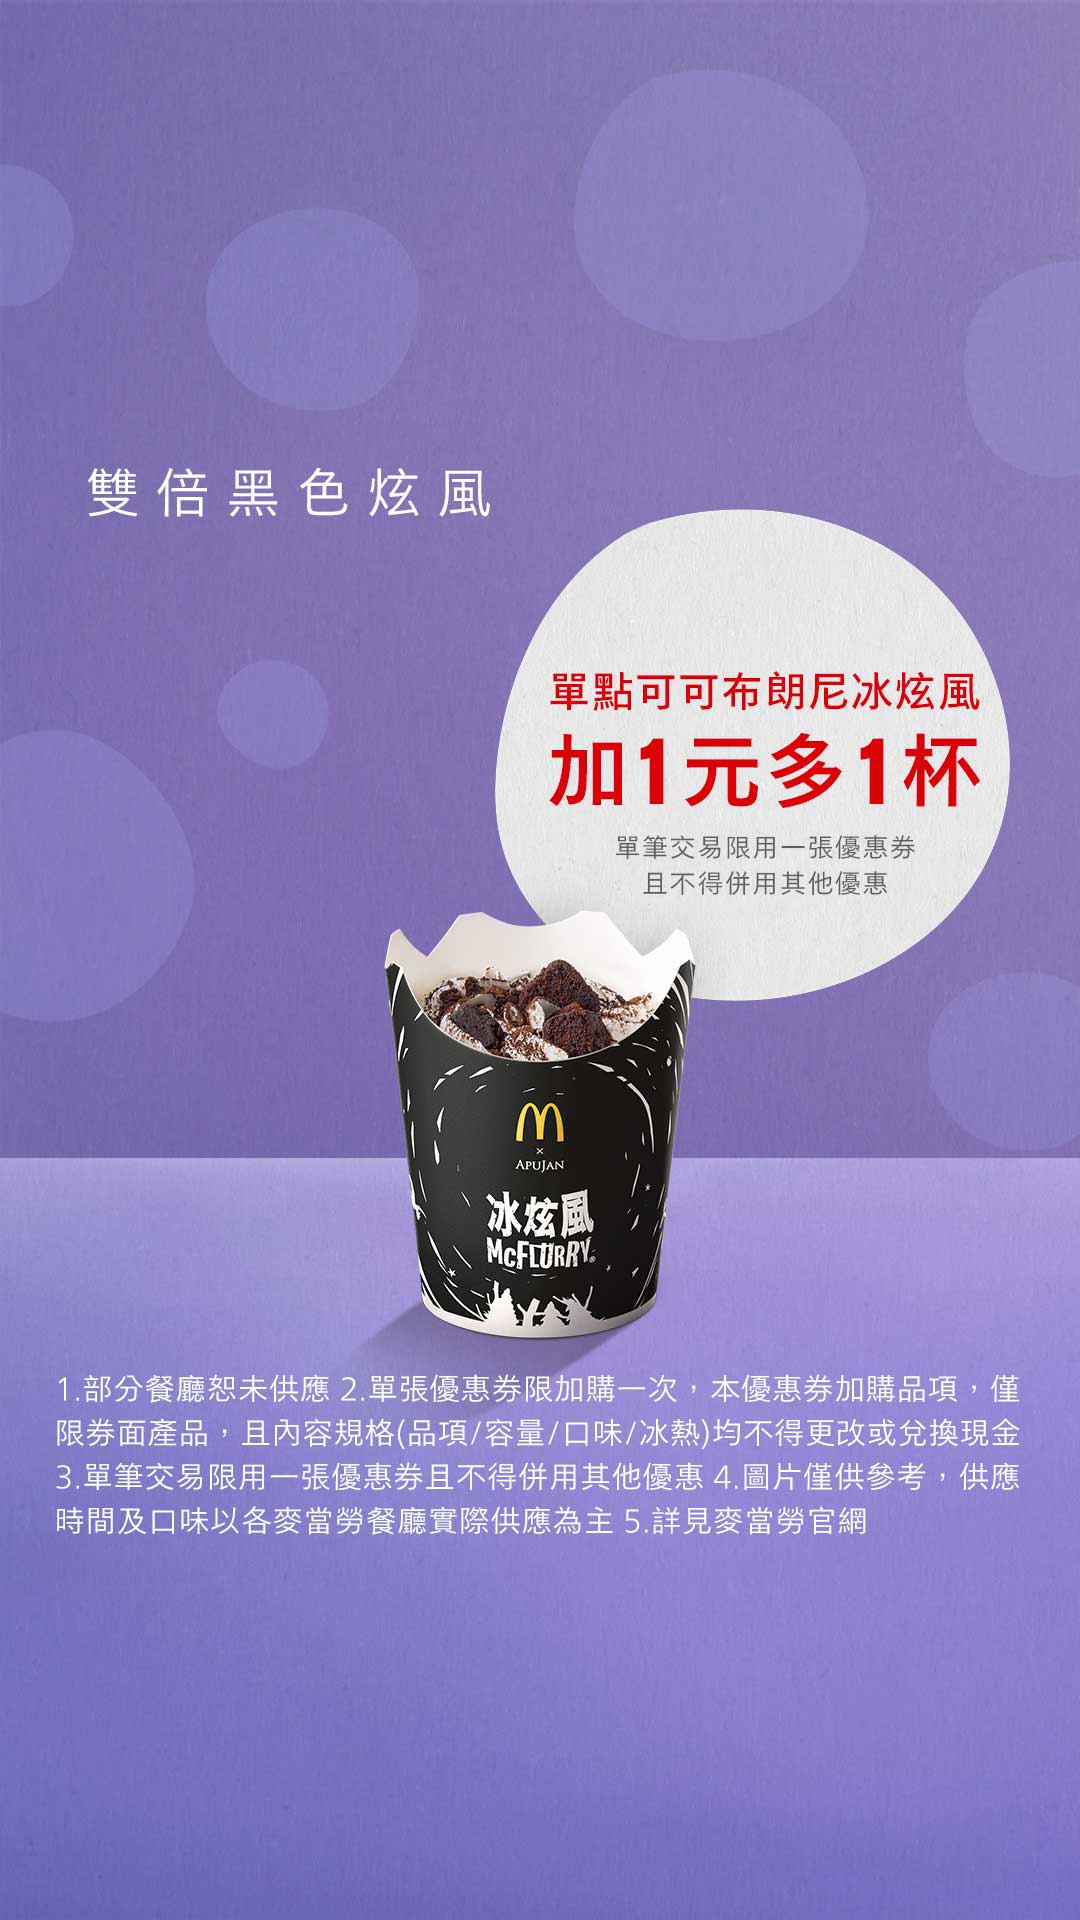 雙倍黑色炫風
單點可可布朗尼冰炫風
加1元多1杯
單筆交易限用一張優惠券
且不得併用其他優惠
×
APUJAN
冰炫風
McFLURRY®
1.部分餐廳恕未供應 2.單張優惠券限加購一次，本優惠券加購品項，僅
限券面產品，且內容規格(品項/容量/口味/冰熱)均不得更改或兌換現金
3.單筆交易限用一張優惠券且不得併用其他優惠 4.圖片僅供參考，供應
時間及口味以各麥當勞餐廳實際供應為主 5.詳見麥當勞官網